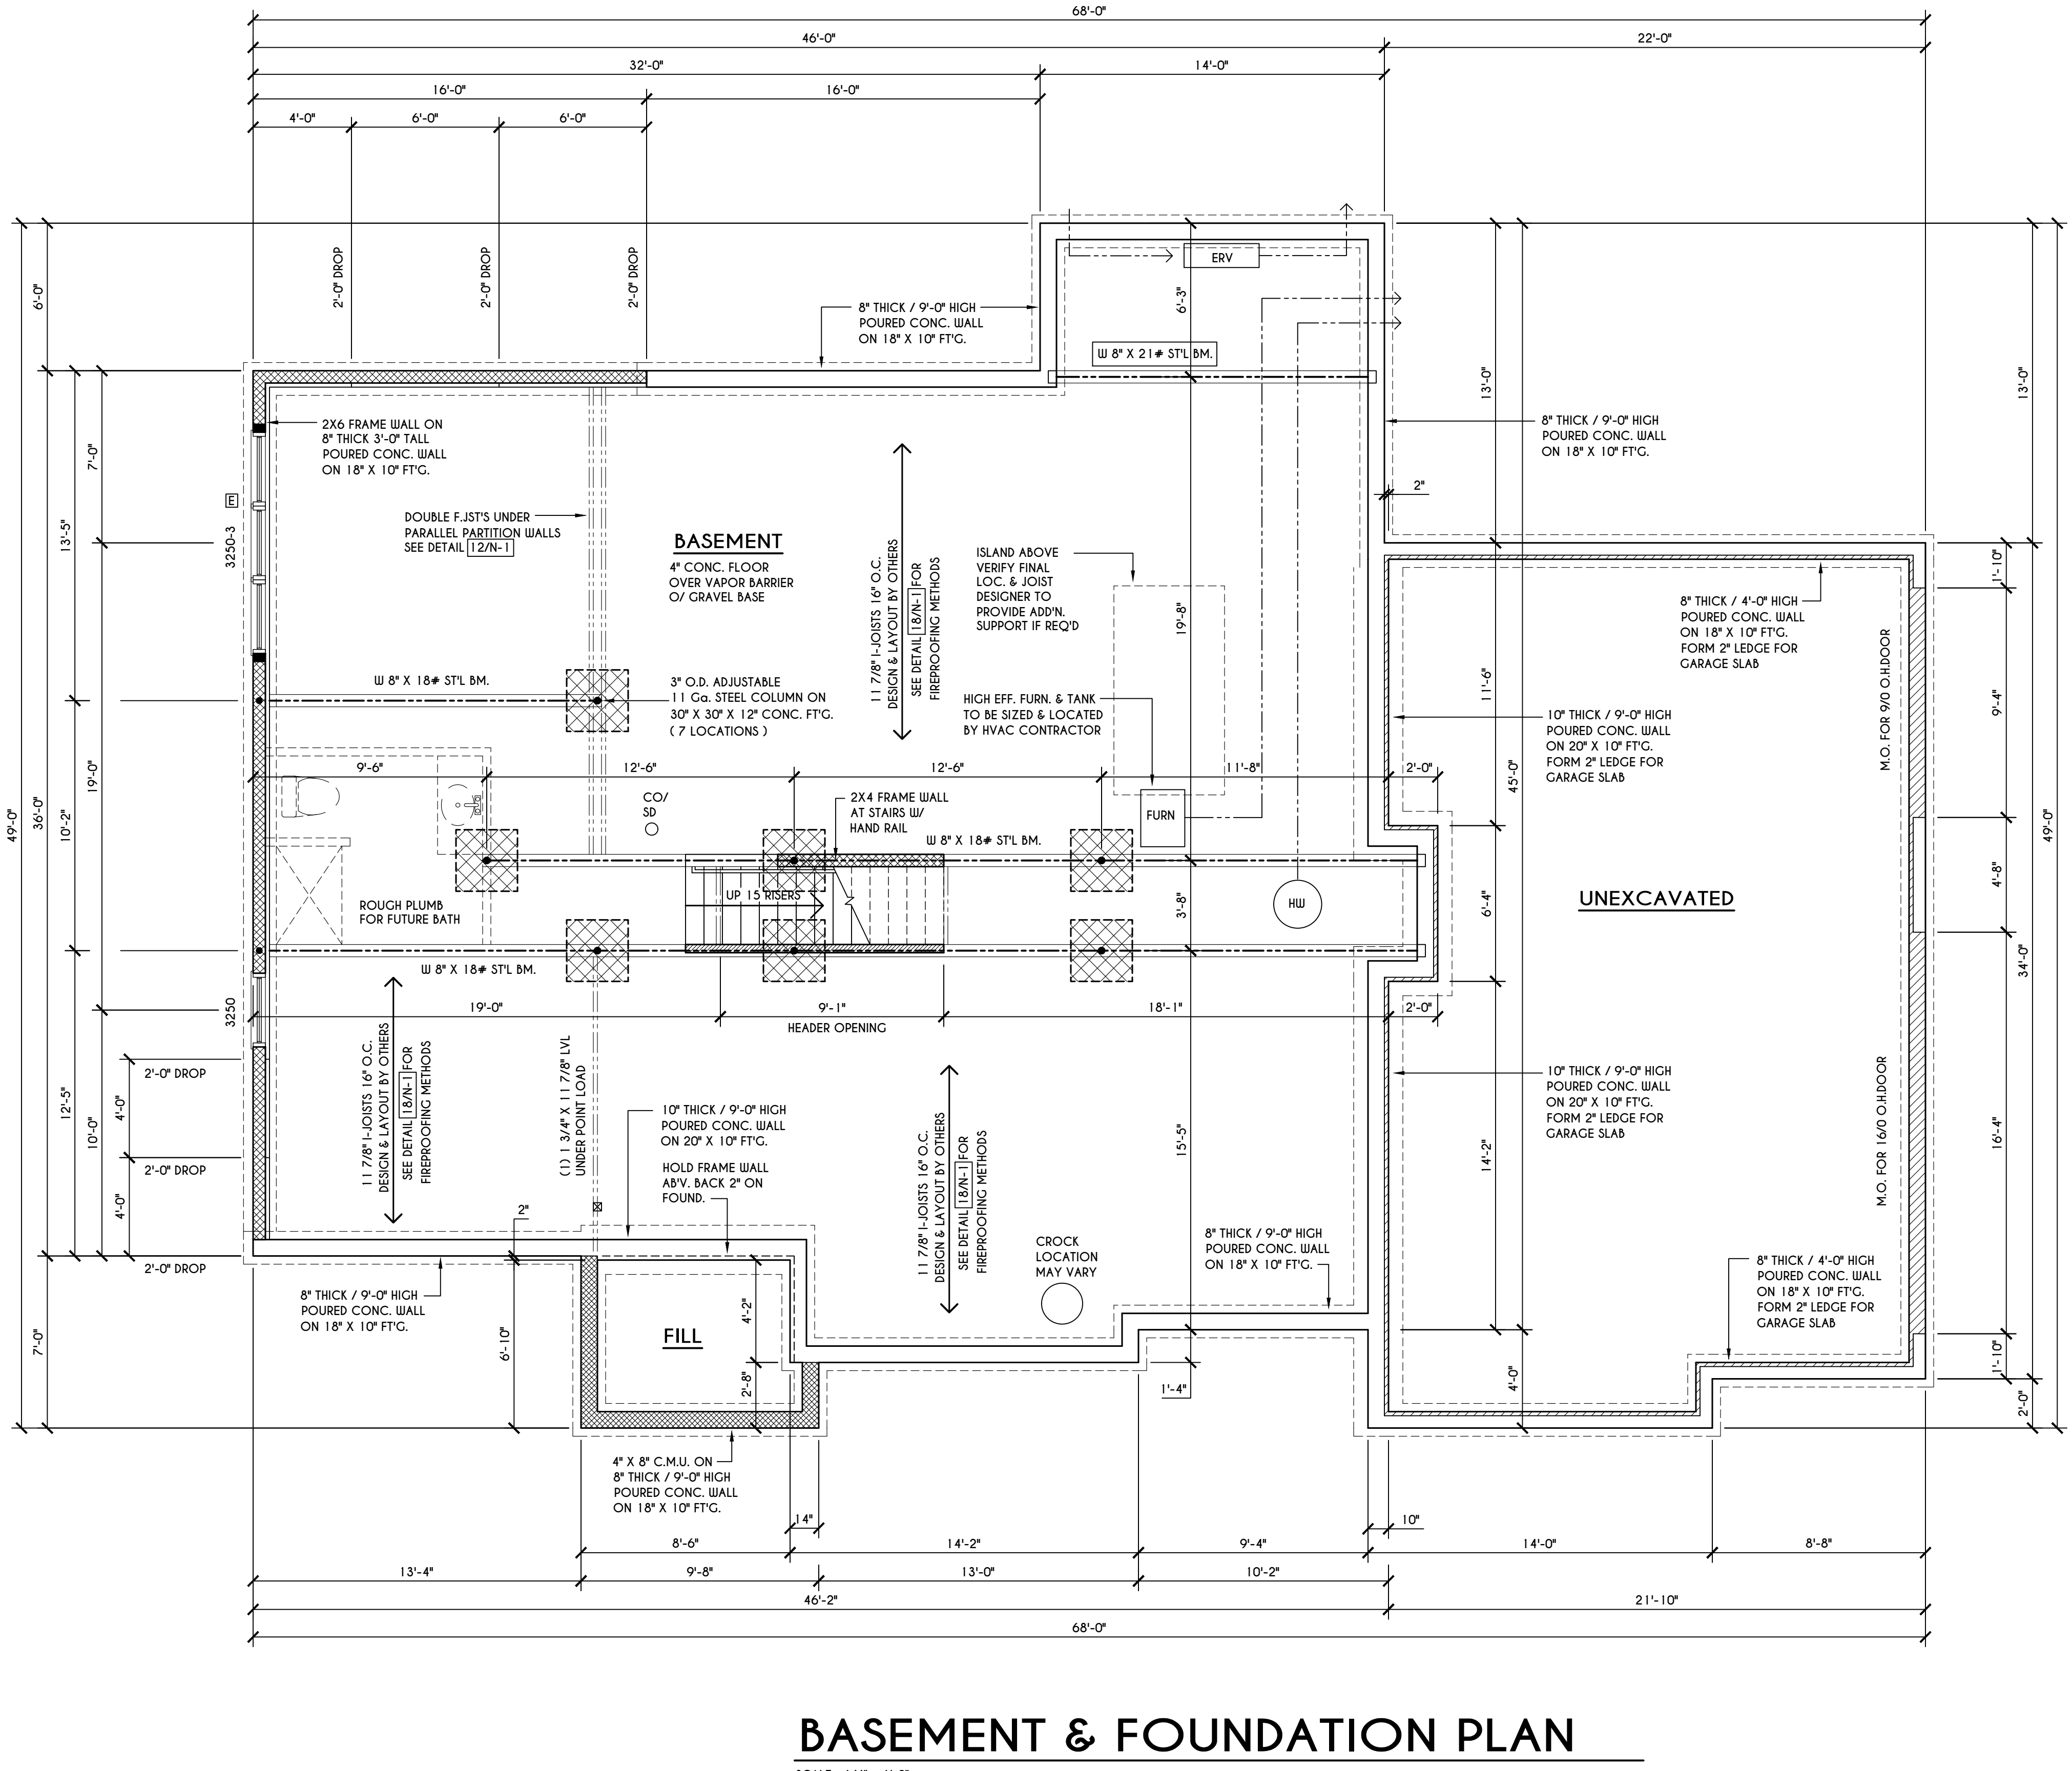 68'-0"
46'-0"
22'-0"
32'-0"
14'-0"
16'-0"
16'-0"
4'-0"
6'-0"
6'-0"
2'-0" DROP
2'-0" DROP
2'-0" DROP
49'-0"
6'-0"
36'-0"
7'-0"
13'-5"
10'-2"
12'-5"
7'-0"
19'-0"
10'-0"
4'-0"
4'-0"
2'-0" DROP
2'-0" DROP
2'-0" DROP
E
3250-3
3250
8" THICK / 9'-0" HIGH
POURED CONC. WALL
ON 18" X 10" FT'G.
ERV
6'-3"
W 8" X 21# ST'L BM.
2X6 FRAME WALL ON
8" THICK 3'-0" TALL
POURED CONC. WALL
ON 18" X 10" FT'G.
DOUBLE F.JST'S UNDER
PARALLEL PARTITION WALLS
SEE DETAIL 12/N-1
BASEMENT
4" CONC. FLOOR
OVER VAPOR BARRIER
O/ GRAVEL BASE
11 7/8" I-JOISTS 16" O.C.
DESIGN & LAYOUT BY OTHERS
SEE DETAIL 18/N-1 FOR
FIREPROOFING METHODS
ISLAND ABOVE
VERIFY FINAL
LOC. & JOIST
DESIGNER TO
PROVIDE ADD'N.
SUPPORT IF REQ'D
19'-8"
W 8" X 18# ST'L BM.
3" O.D. ADJUSTABLE
11 Ga. STEEL COLUMN ON
30" X 30" X 12" CONC. FT'G.
( 7 LOCATIONS )
HIGH EFF. FURN. & TANK
TO BE SIZED & LOCATED
BY HVAC CONTRACTOR
9'-6"
12'-6"
12'-6"
11'-8"
2'-0"
CO/
SD
2X4 FRAME WALL
AT STAIRS W/
HAND RAIL
FURN
W 8" X 18# ST'L BM.
UP 15 RISERS
ROUGH PLUMB
FOR FUTURE BATH
3'-8"
HW
W 8" X 18# ST'L BM.
19'-0"
9'-1"
18'-1"
2'-0"
HEADER OPENING
11 7/8" I-JOISTS 16" O.C.
DESIGN & LAYOUT BY OTHERS
SEE DETAIL 18/N-1 FOR
FIREPROOFING METHODS
(1) 1 3/4" X 11 7/8" LVL
UNDER POINT LOAD
10" THICK / 9'-0" HIGH
POURED CONC. WALL
ON 20" X 10" FT'G.
HOLD FRAME WALL
AB'V. BACK 2" ON
FOUND.
11 7/8" I-JOISTS 16" O.C.
DESIGN & LAYOUT BY OTHERS
SEE DETAIL 18/N-1 FOR
FIREPROOFING METHODS
15'-5"
CROCK
LOCATION
MAY VARY
8" THICK / 9'-0" HIGH
POURED CONC. WALL
ON 18" X 10" FT'G.
2"
8" THICK / 9'-0" HIGH
POURED CONC. WALL
ON 18" X 10" FT'G.
6'-10"
FILL
4'-2"
2'-8"
1'-4"
4" X 8" C.M.U. ON
8" THICK / 9'-0" HIGH
POURED CONC. WALL
ON 18" X 10" FT'G.
13'-0"
8" THICK / 9'-0" HIGH
POURED CONC. WALL
ON 18" X 10" FT'G.
2"
8" THICK / 4'-0" HIGH
POURED CONC. WALL
ON 18" X 10" FT'G.
FORM 2" LEDGE FOR
GARAGE SLAB
M.O. FOR 9/0 O.H.DOOR
11'-6"
45'-0"
10" THICK / 9'-0" HIGH
POURED CONC. WALL
ON 20" X 10" FT'G.
FORM 2" LEDGE FOR
GARAGE SLAB
6'-4"
UNEXCAVATED
14'-2"
10" THICK / 9'-0" HIGH
POURED CONC. WALL
ON 20" X 10" FT'G.
FORM 2" LEDGE FOR
GARAGE SLAB
M.O. FOR 16/0 O.H.DOOR
8" THICK / 4'-0" HIGH
POURED CONC. WALL
ON 18" X 10" FT'G.
FORM 2" LEDGE FOR
GARAGE SLAB
4'-0"
13'-0"
1'-10"
9'-4"
4'-8"
16'-4"
1'-10"
34'-0"
2'-0"
49'-0"
14"
10"
8'-6"
14'-2"
9'-4"
14'-0"
8'-8"
13'-4"
9'-8"
13'-0"
10'-2"
46'-2"
21'-10"
68'-0"
BASEMENT & FOUNDATION PLAN